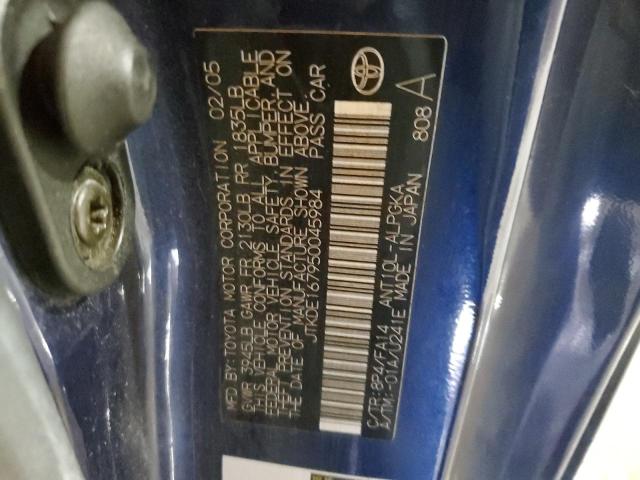 MFD BY:TOYOTA MOTOR CORPORATION 02/05
GVWR 3945LB GAWR FR 2130LB RR 1835LB
THIS VEHICLE CONFORMS TO ALL APPLICABLE
FEDERAL MOTOR VEHICLE SAFETY, BUMPER, AND
THEFT PREVENTION STANDARDS IN EFFECT ON
THE DATE OF MANUFACTURE SHOWN ABOVE.
JTKDE167950045984 PASS CAR
C/TR:8P4/FA14 ANT10L-ALPGKA
A/TM:-01A/U241E MADE IN JAPAN 808 A